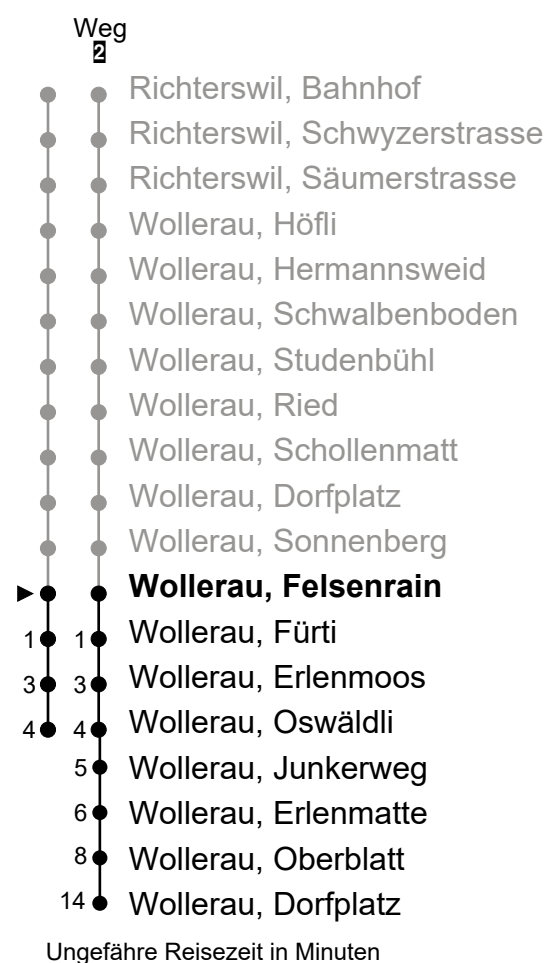 Weg
2
Richterswil, Bahnhof
Richterswil, Schwyzerstrasse
Richterswil, Säumerstrasse
Wollerau, Höfli
Wollerau, Hermannsweid
Wollerau, Schwalbenboden
Wollerau, Studenbühl
Wollerau, Ried
Wollerau, Schollenmatt
Wollerau, Dorfplatz
Wollerau, Sonnenberg
Wollerau, Felsenrain
1 1 Wollerau, Fürti
3 3 Wollerau, Erlenmoos
4 4 Wollerau, Oswäldli
5 Wollerau, Junkerweg
6 Wollerau, Erlenmatte
8 Wollerau, Oberblatt
14 Wollerau, Dorfplatz
Ungefähre Reisezeit in Minuten